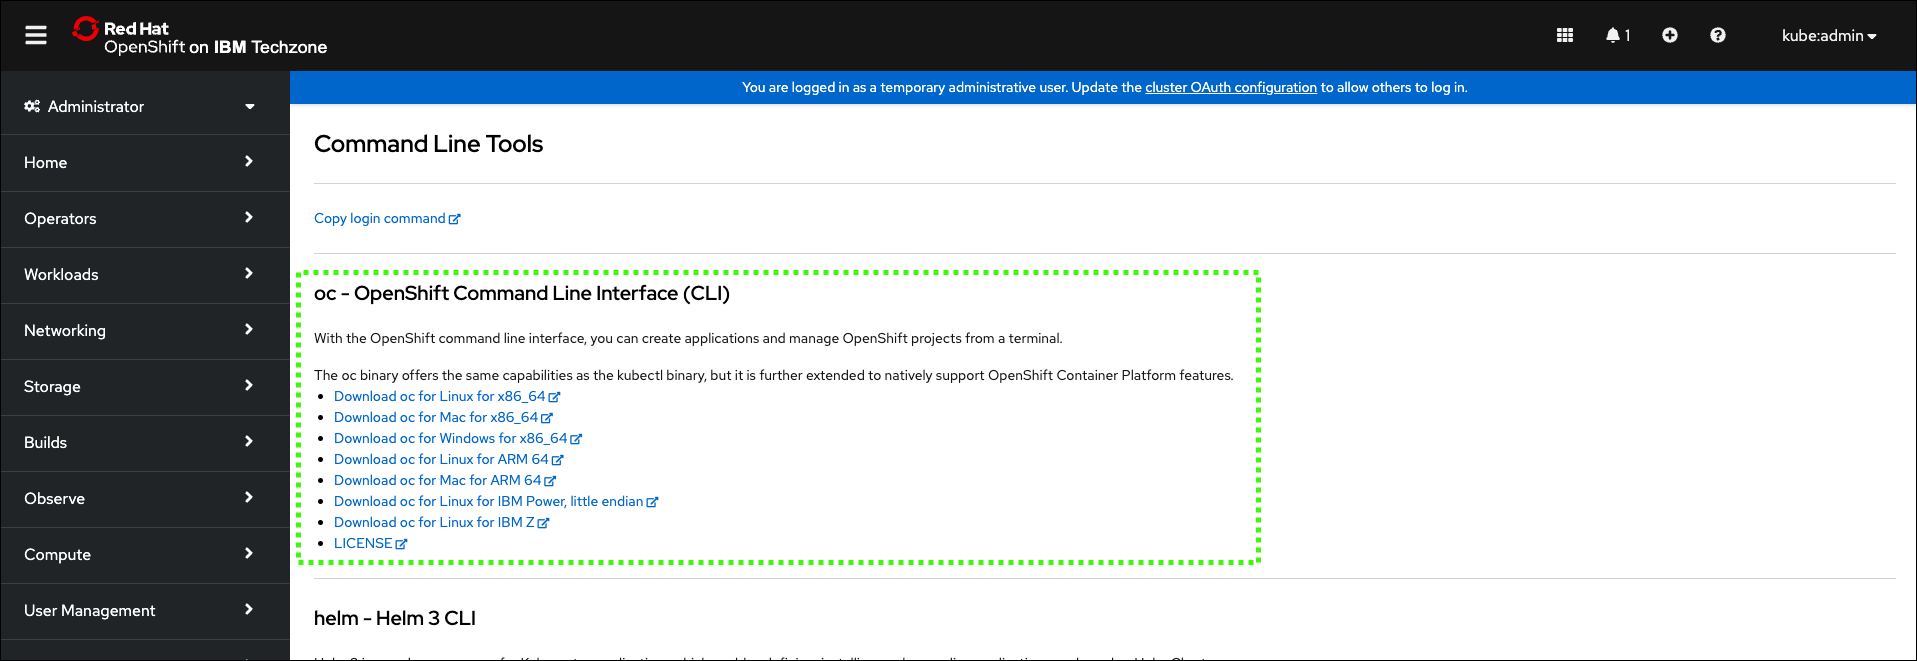 Red Hat
OpenShift on IBM Techzone
1
kube:admin
Administrator
You are logged in as a temporary administrative user. Update the cluster OAuth configuration to allow others to log in.
Home
Operators
Workloads
Networking
Storage
Builds
Observe
Compute
User Management
Command Line Tools
Copy login command
oc - OpenShift Command Line Interface (CLI)
With the OpenShift command line interface, you can create applications and manage OpenShift projects from a terminal.
The oc binary offers the same capabilities as the kubectl binary, but it is further extended to natively support OpenShift Container Platform features.
Download oc for Linux for x86_64
Download oc for Mac for x86_64
Download oc for Windows for x86_64
Download oc for Linux for ARM 64
Download oc for Mac for ARM 64
Download oc for Linux for IBM Power, little endian
Download oc for Linux for IBM Z
LICENSE
helm - Helm 3 CLI